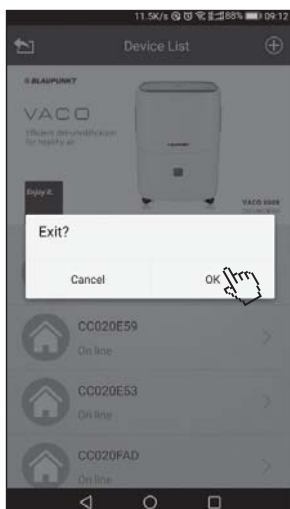 11.5K/s 88% 09:12
Device List
BLAUPUNKT
VACO
Efficient dehumidification
for healthy air
Enjoy it.
Exit?
Cancel OK
CC020E59
On line
CC020E53
On line
CC020FAD
On line